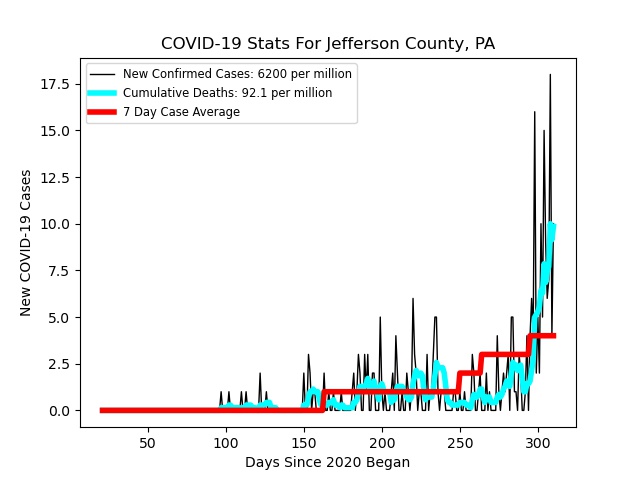 COVID-19 Stats For Jefferson County, PA
New Confirmed Cases: 6200 per million
Cumulative Deaths: 92.1 per million
7 Day Case Average
17.5
15.0
12.5
10.0
7.5
5.0
2.5
0.0
New COVID-19 Cases
50 100 150 200 250 300
Days Since 2020 Began